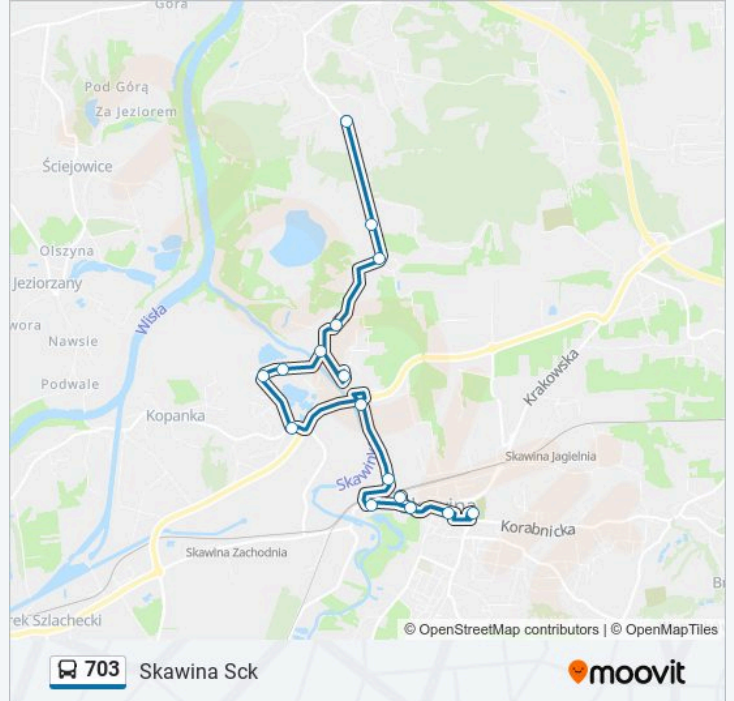 Góra
Pod Górą
Za Jeziorem
Ściejowice
Olszyna
Jeziorzany
wora
Nawsie
Wisła
Podwale
Kopanka
Krakowska
Skawina Jagielnia
Skawiny
Korabnicka
Skawina Zachodnia
rek Szlachecki
© OpenStreetMap contributors | © OpenMapTiles
703 Skawina Sck
moovit